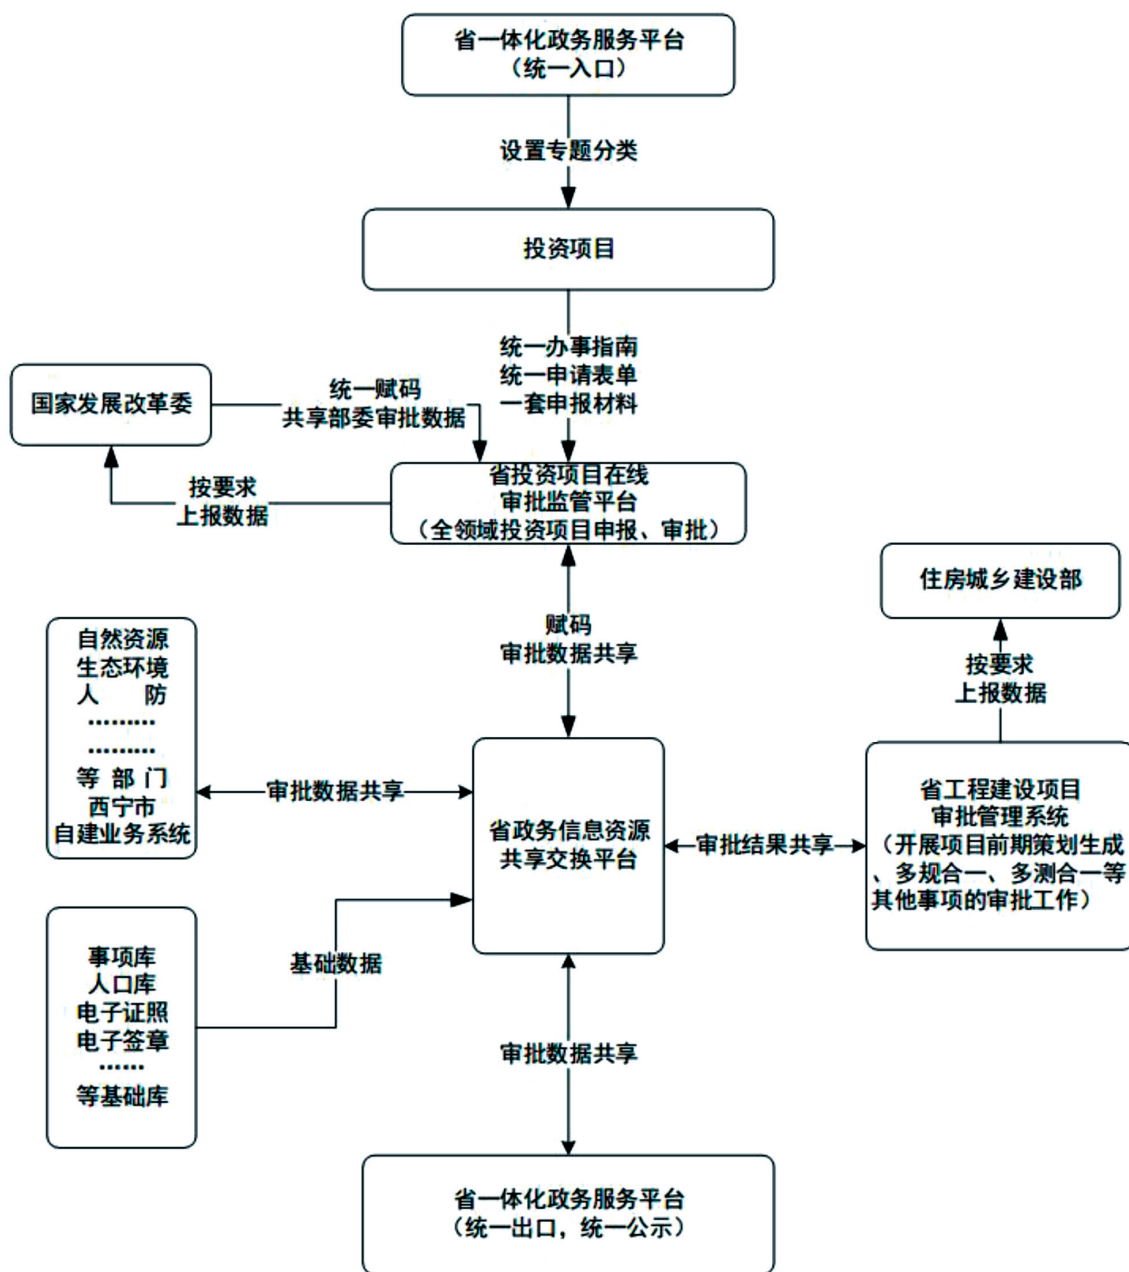 省一体化政务服务平台
（统一入口）
设置专题分类
投资项目
统一办事指南
统一申请表单
一套申报材料
国家发展改革委
统一赋码
共享部委审批数据
按要求
上报数据
省投资项目在线
审批监管平台
（全领域投资项目申报、审批）
赋码
审批数据共享
住房城乡建设部
按要求
上报数据
自然资源
生态环境
人　　防
………
………
等 部 门
西宁市
自建业务系统
审批数据共享
省政务信息资源
共享交换平台
审批结果共享
省工程建设项目
审批管理系统
（开展项目前期策划生成
、多规合一、多测合一等
其他事项的审批工作）
事项库
人口库
电子证照
电子签章
……
等基础库
基础数据
审批数据共享
省一体化政务服务平台
（统一出口，统一公示）